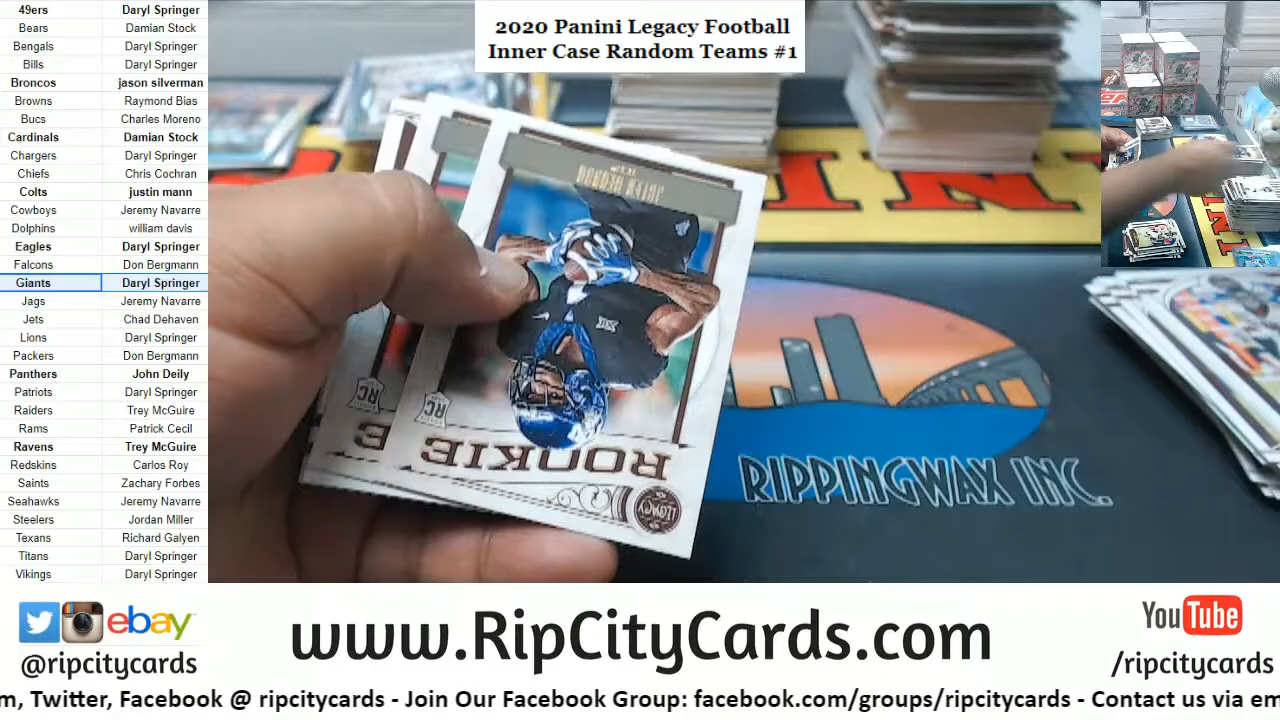 2020 Panini Legacy Football
Inner Case Random Teams #1
49ers Daryl Springer
Bears Damian Stock
Bengals Daryl Springer
Bills Daryl Springer
Broncos jason silverman
Browns Raymond Bias
Bucs Charles Moreno
Cardinals Damian Stock
Chargers Daryl Springer
Chiefs Chris Cochran
Colts justin mann
Cowboys Jeremy Navarre
Dolphins william davis
Eagles Daryl Springer
Falcons Don Bergmann
Giants Daryl Springer
Jags Jeremy Navarre
Jets Chad Dehaven
Lions Daryl Springer
Packers Don Bergmann
Panthers John Deily
Patriots Daryl Springer
Raiders Trey McGuire
Rams Patrick Cecil
Ravens Trey McGuire
Redskins Carlos Roy
Saints Zachary Forbes
Seahawks Jeremy Navarre
Steelers Jordan Miller
Texans Richard Galyen
Titans Daryl Springer
Vikings Daryl Springer
RC
RC
ROOKIE
LEGACY
RIPPINGWAX INC.
ebay
@ripcitycards
www.RipCityCards.com
YouTube
/ripcitycards
m, Twitter, Facebook @ ripcitycards - Join Our Facebook Group: facebook.com/groups/ripcitycards - Contact us via em